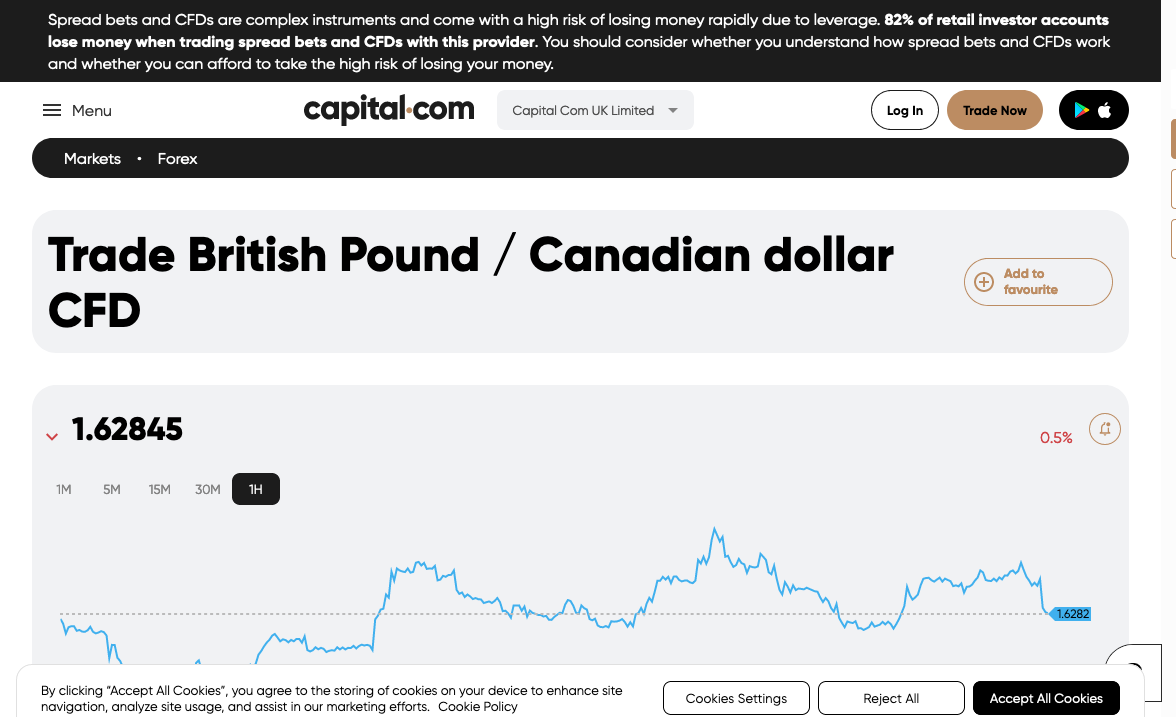 Spread bets and CFDs are complex instruments and come with a high risk of losing money rapidly due to leverage. 82% of retail investor accounts
lose money when trading spread bets and CFDs with this provider. You should consider whether you understand how spread bets and CFDs work
and whether you can afford to take the high risk of losing your money.
Menu
capital.com
Capital Com UK Limited
Log In
Trade Now
Markets • Forex
Trade British Pound / Canadian dollar
CFD
Add to
favourite
1.62845
0.5%
1M 5M 15M 30M 1H
1.6282
By clicking “Accept All Cookies”, you agree to the storing of cookies on your device to enhance site
navigation, analyze site usage, and assist in our marketing efforts. Cookie Policy
Cookies Settings
Reject All
Accept All Cookies